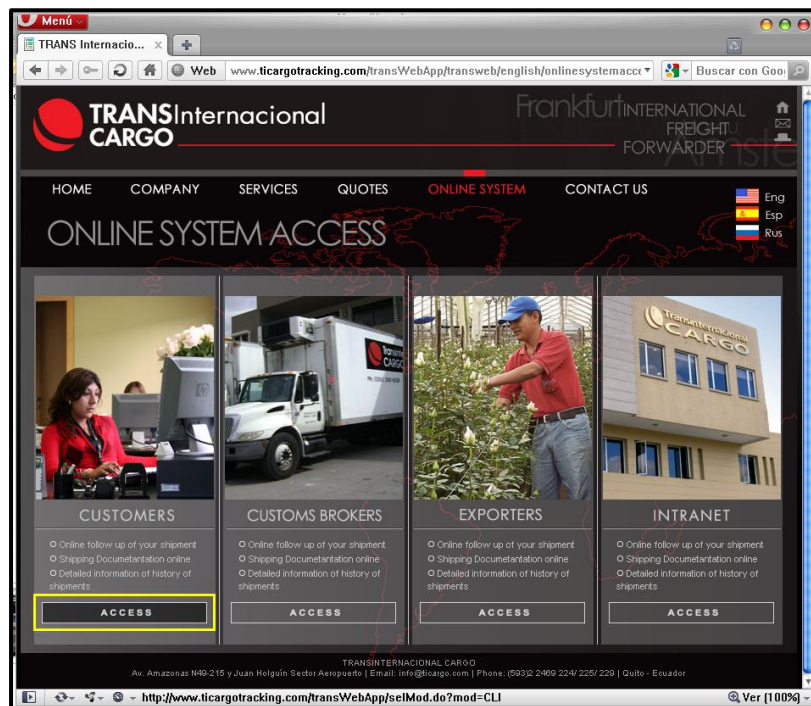 Menú
TRANS Internacio...
Web
www.ticargotracking.com/transWebApp/transweb/english/onlinesystemacce
Buscar con Goo
TRANSInternacional
CARGO
Frankfurt
INTERNATIONAL
FREIGHT
FORWARDER
Amste
HOME COMPANY SERVICES QUOTES ONLINE SYSTEM CONTACT US
Eng
Esp
Rus
ONLINE SYSTEM ACCESS
Transinternacional
CARGO
CUSTOMERS
Online follow up of your shipment
Shipping Documetantation online
Detailed information of history of
shipments
ACCESS
CUSTOMS BROKERS
Online follow up of your shipment
Shipping Documetantation online
Detailed information of history of
shipments
ACCESS
EXPORTERS
Online follow up of your shipment
Shipping Documetantation online
Detailed information of history of
shipments
ACCESS
INTRANET
Online follow up of your shipment
Shipping Documetantation online
Detailed information of history of
shipments
ACCESS
TRANSINTERNACIONAL CARGO
Av. Amazonas N49-215 y Juan Holguín Sector Aeropuerto | Email: info@ticargo.com | Phone: (593)2 2469 224/ 225/ 229 | Quito - Ecuador
http://www.ticargotracking.com/transWebApp/selMod.do?mod=CLI
Ver (100%)